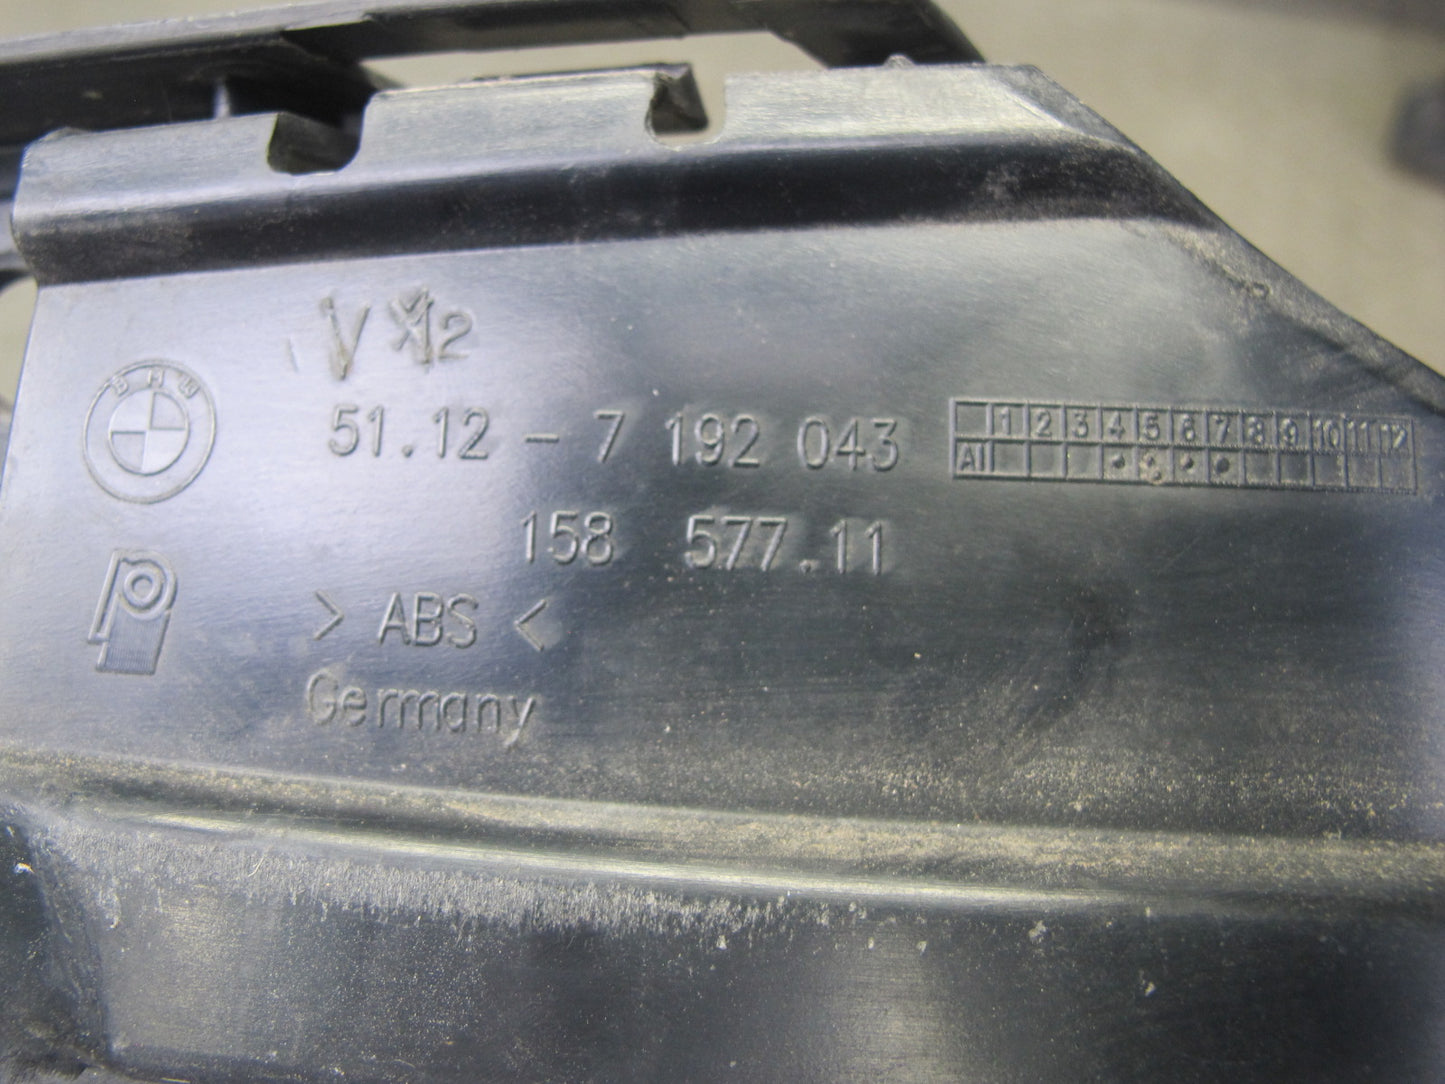 BMW
51.12 - 7 192 043
1 2 3 4 5 6 7 8 9 10 11 12
158 577.11
> ABS <
Germany